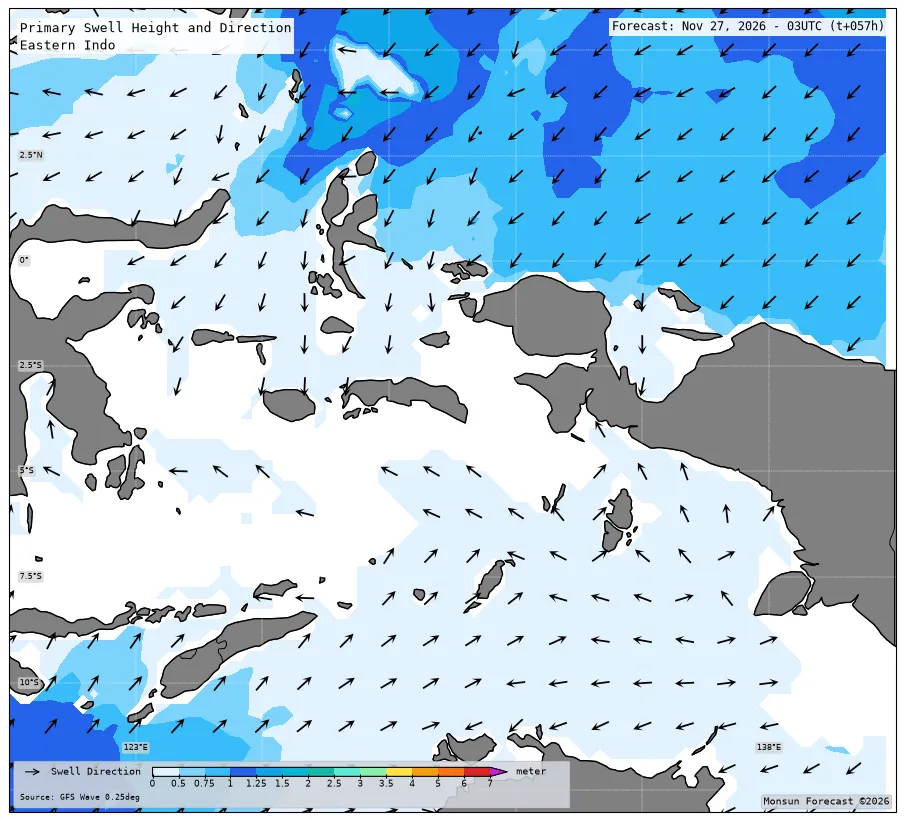 Primary Swell Height and Direction
Eastern Indo
Forecast: Nov 27, 2026 - 03UTC (t+057h)
2.5°N
0°
2.5°S
5°S
7.5°S
10°S
123°E
138°E
Swell Direction
0 0.5 0.75 1 1.25 1.5 2 2.5 3 3.5 4 5 6 7
meter
Source: GFS Wave 0.25deg
Monsun Forecast ©2026